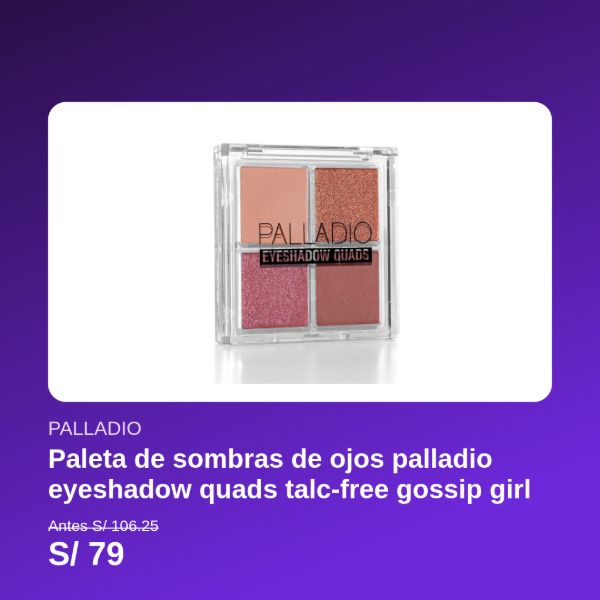 PALLADIO
EYESHADOW QUADS
PALLADIO
Paleta de sombras de ojos palladio
eyeshadow quads talc-free gossip girl
Antes S/ 106.25
S/ 79